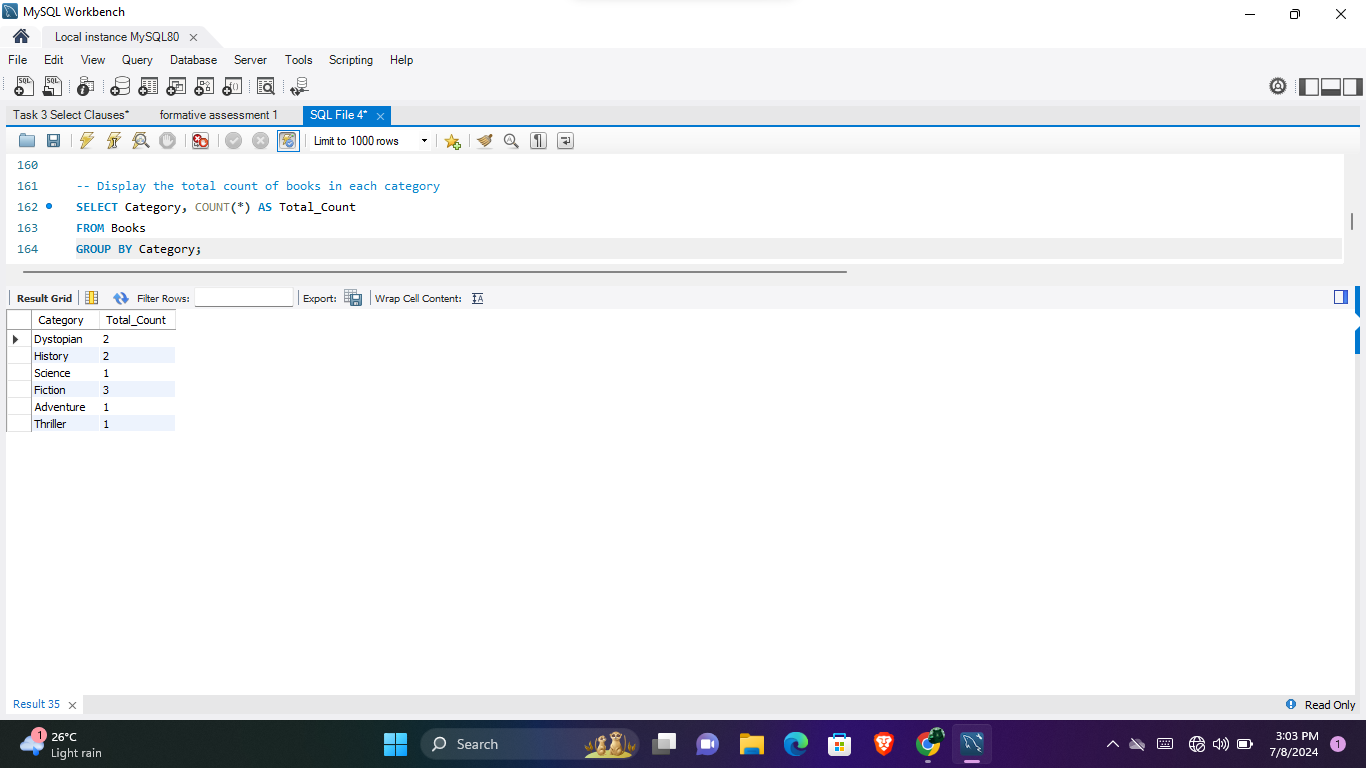 MySQL Workbench
Local instance MySQL80
File Edit View Query Database Server Tools Scripting Help
Task 3 Select Clauses* formative assessment 1 SQL File 4*
Limit to 1000 rows
160
161 -- Display the total count of books in each category
162 SELECT Category, COUNT(*) AS Total_Count
163 FROM Books
164 GROUP BY Category;
Result Grid Filter Rows: Export: Wrap Cell Content:
Category Total_Count
Dystopian 2
History 2
Science 1
Fiction 3
Adventure 1
Thriller 1
Result 35 Read Only
1 26°C
Light rain
Search
3:03 PM
7/8/2024 1